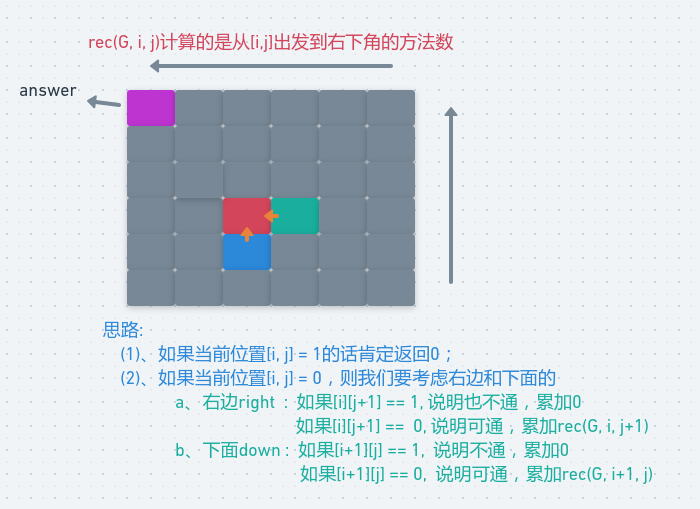 rec(G, i, j)计算的是从[i,j]出发到右下角的方法数
answer
思路:
(1)、如果当前位置[i, j] = 1的话肯定返回0；
(2)、如果当前位置[i, j] = 0，则我们要考虑右边和下面的
a、右边right ：如果[i][j+1] == 1, 说明也不通，累加0
如果[i][j+1] == 0, 说明可通，累加rec(G, i, j+1)
b、下面down : 如果[i+1][j] == 1, 说明不通，累加0
如果[i+1][j] == 0, 说明可通，累加rec(G, i+1, j)